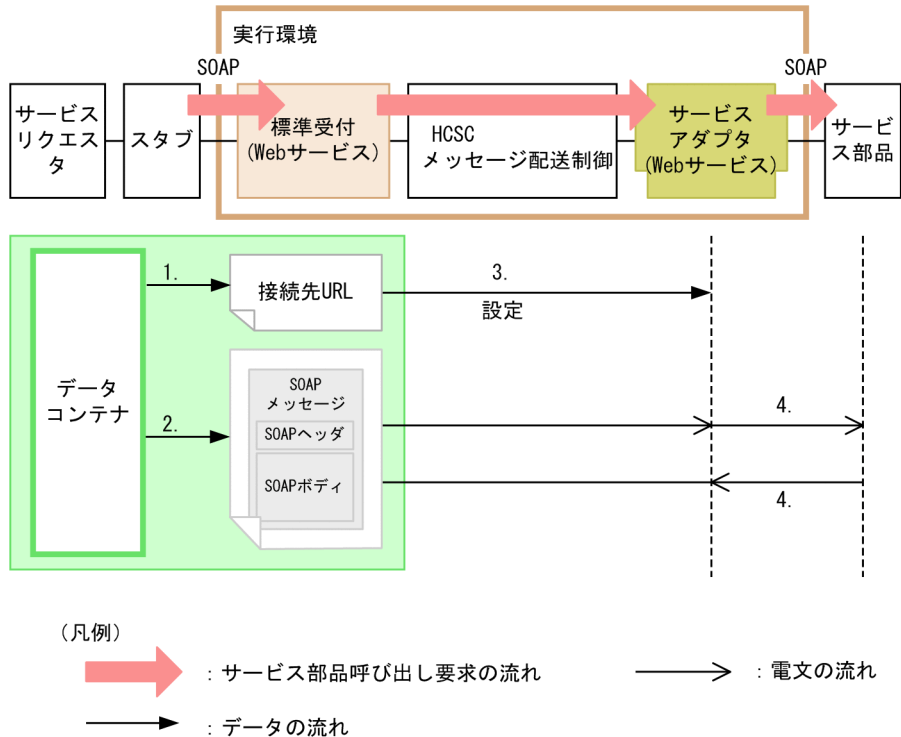 実行環境
SOAP
SOAP
サービス
リクエス
タ
スタブ
標準受付
(Webサービス)
HCSC
メッセージ配送制御
サービス
アダプタ
(Webサービス)
サービ
ス部品
データ
コンテナ
1.
接続先URL
3.
設定
2.
SOAP
メッセージ
SOAPヘッダ
SOAPボディ
4.
4.
(凡例)
:サービス部品呼び出し要求の流れ
:電文の流れ
:データの流れ